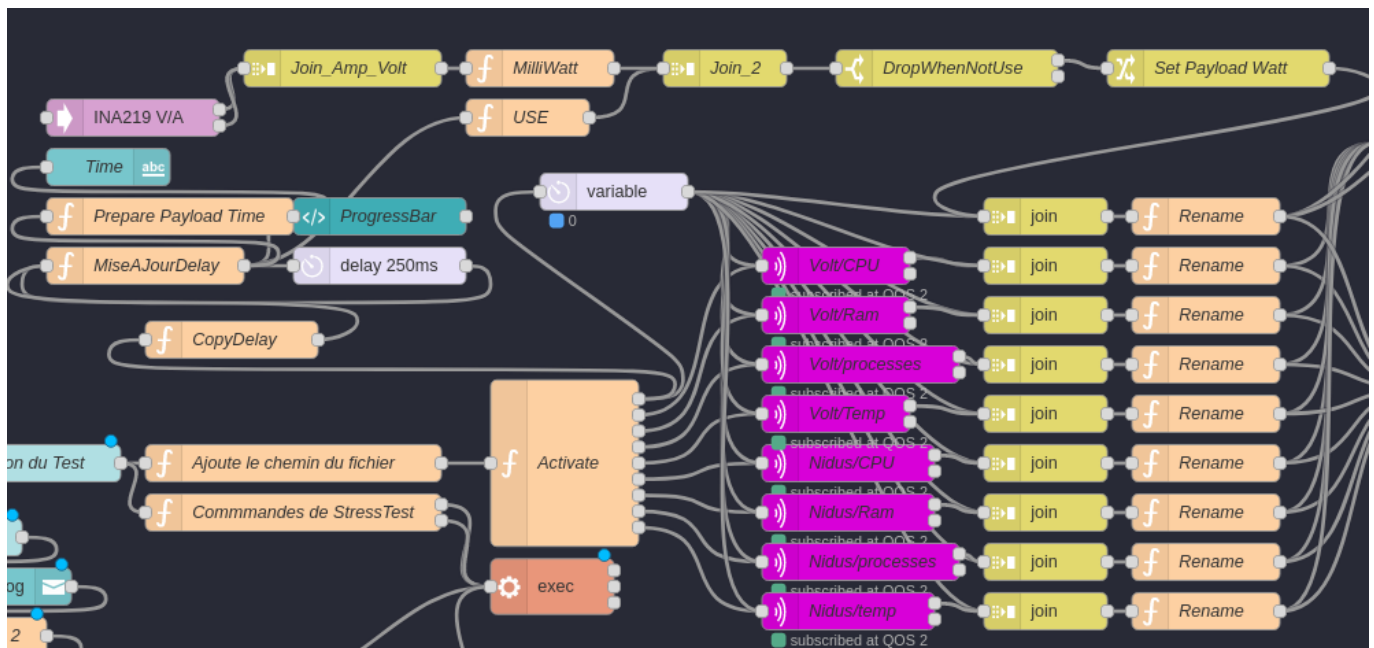 Join_Amp_Volt
MilliWatt
Join_2
DropWhenNotUse
Set Payload Watt
INA219 V/A
USE
Time
abc
variable
0
Prepare Payload Time
ProgressBar
join
Rename
MiseAJourDelay
delay 250ms
Volt/CPU
subscribed at QOS 2
join
Rename
Volt/Ram
subscribed at QOS 2
join
Rename
CopyDelay
Volt/processes
subscribed at QOS 2
join
Rename
Volt/Temp
subscribed at QOS 2
join
Rename
on du Test
Ajoute le chemin du fichier
Activate
Nidus/CPU
subscribed at QOS 2
join
Rename
Commmandes de StressTest
Nidus/Ram
subscribed at QOS 2
join
Rename
og
exec
Nidus/processes
subscribed at QOS 2
join
Rename
2
Nidus/temp
subscribed at QOS 2
join
Rename